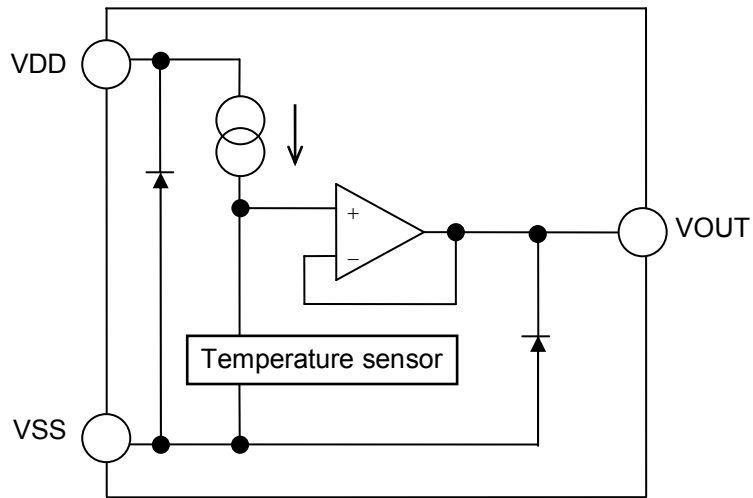 VDD
+
−
VOUT
Temperature sensor
VSS